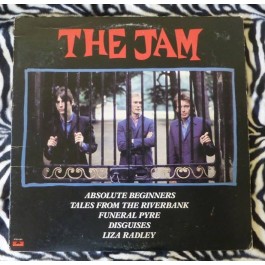 THE JAM
ABSOLUTE BEGINNERS
TALES FROM THE RIVERBANK
FUNERAL PYRE
DISGUISES
LIZA RADLEY